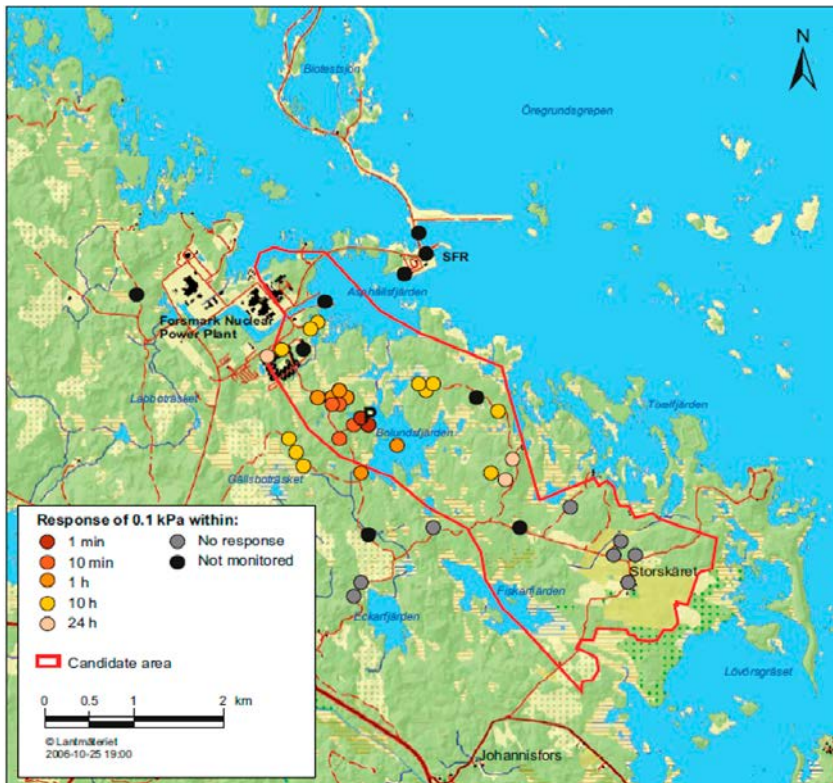 N
Biotestsjön
Öregrundsgrepen
SFR
Asphällsfjärden
Forsmark Nuclear
Power Plant
Labboträsket
P
Bolundsfjärden
Gällsboträsket
Storskäret
Fiskarfjärden
Eckarfjärden
Lövörsgräset
Johannisfors
Response of 0.1 kPa within:
1 min
10 min
1 h
10 h
24 h
No response
Not monitored
Candidate area
0 0.5 1 2 km
© Lantmäteriet
2006-10-25 19:00